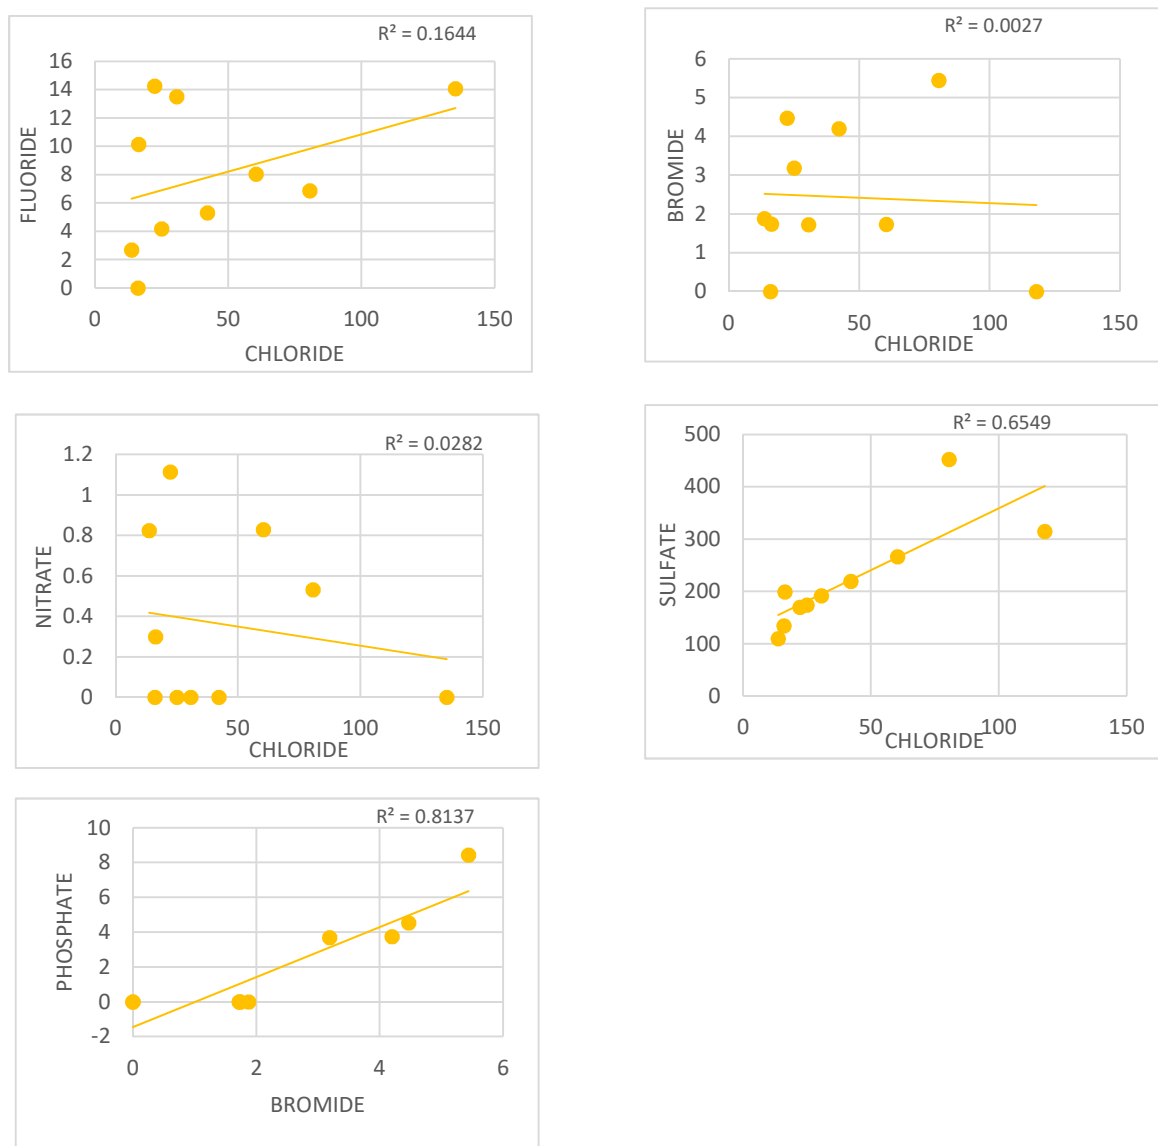 R² = 0.1644
16
14
12
10
8
6
4
2
0
FLUORIDE
0 50 100 150
CHLORIDE
R² = 0.0027
6
5
4
3
2
1
0
BROMIDE
0 50 100 150
CHLORIDE
R² = 0.0282
1.2
1
0.8
0.6
0.4
0.2
0
NITRATE
0 50 100 150
CHLORIDE
R² = 0.6549
500
400
300
200
100
0
SULFATE
0 50 100 150
CHLORIDE
R² = 0.8137
10
8
6
4
2
0
-2
PHOSPHATE
0 2 4 6
BROMIDE